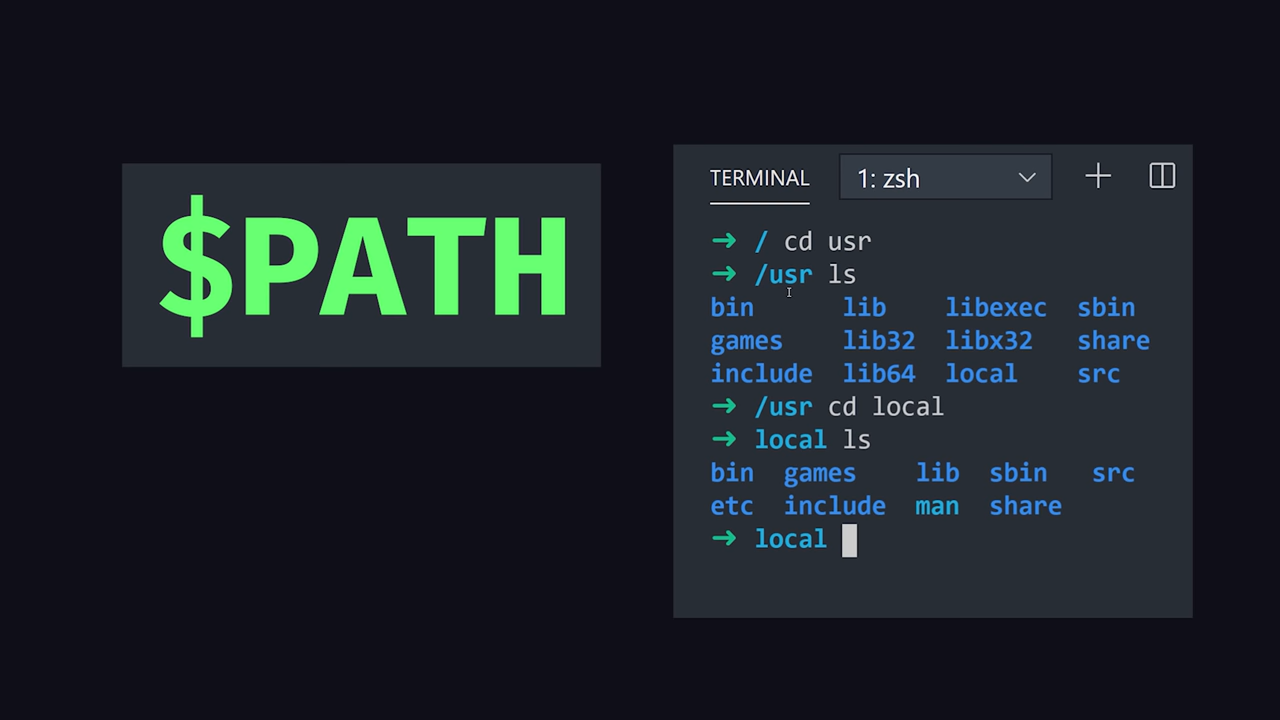 $PATH
TERMINAL 1: zsh
➜ / cd usr
➜ /usr ls
bin lib libexec sbin
games lib32 libx32 share
include lib64 local src
➜ /usr cd local
➜ local ls
bin games lib sbin src
etc include man share
➜ local